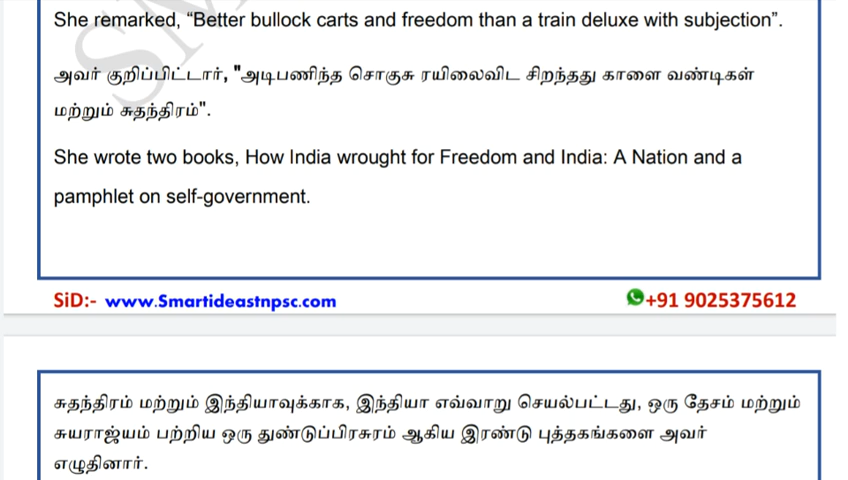 She remarked, “Better bullock carts and freedom than a train deluxe with subjection”.
அவர் குறிப்பிட்டார், "அடிபணிந்த சொகுசு ரயிலைவிட சிறந்தது காளை வண்டிகள்
மற்றும் சுதந்திரம்".
She wrote two books, How India wrought for Freedom and India: A Nation and a
pamphlet on self-government.
SiD:- www.Smartideastnpsc.com +91 9025375612
சுதந்திரம் மற்றும் இந்தியாவுக்காக, இந்தியா எவ்வாறு செயல்பட்டது, ஒரு தேசம் மற்றும்
சுயராஜ்யம் பற்றிய ஒரு துண்டுப்பிரசுரம் ஆகிய இரண்டு புத்தகங்களை அவர்
எழுதினார்.